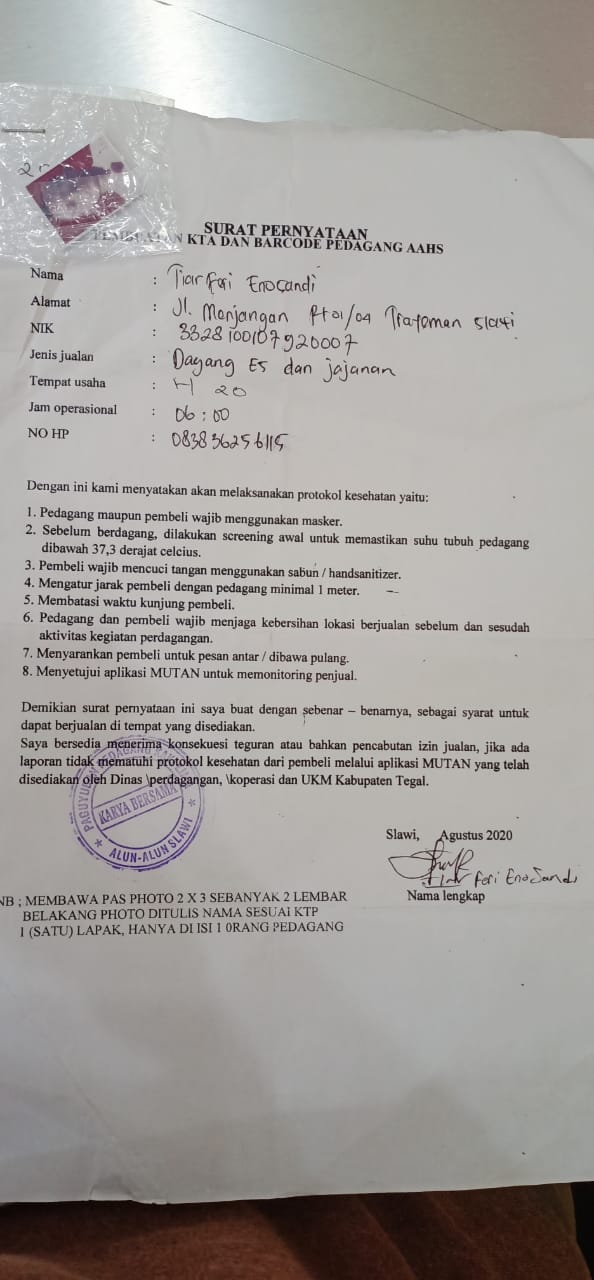 SURAT PERNYATAAN
N KTA DAN BARCODE PEDAGANG AAHS
Nama : Tiar Feri Enosandi
Alamat : Jl. Menjangan Rt 01/04 Trayeman Slawi
NIK : 3328100107920007
Jenis jualan : Dagang Es dan jajanan
Tempat usaha : H 20
Jam operasional : 06 : 00
NO HP : 083836256115
Dengan ini kami menyatakan akan melaksanakan protokol kesehatan yaitu:
1. Pedagang maupun pembeli wajib menggunakan masker.
2. Sebelum berdagang, dilakukan screening awal untuk memastikan suhu tubuh pedagang
dibawah 37,3 derajat celcius.
3. Pembeli wajib mencuci tangan menggunakan sabun / handsanitizer.
4. Mengatur jarak pembeli dengan pedagang minimal 1 meter.
5. Membatasi waktu kunjung pembeli.
6. Pedagang dan pembeli wajib menjaga kebersihan lokasi berjualan sebelum dan sesudah
aktivitas kegiatan perdagangan.
7. Menyarankan pembeli untuk pesan antar / dibawa pulang.
8. Menyetujui aplikasi MUTAN untuk memonitoring penjual.
Demikian surat pernyataan ini saya buat dengan sebenar – benarnya, sebagai syarat untuk
dapat berjualan di tempat yang disediakan.
Saya bersedia menerima konsekuesi teguran atau bahkan pencabutan izin jualan, jika ada
laporan tidak mematuhi protokol kesehatan dari pembeli melalui aplikasi MUTAN yang telah
disediakan oleh Dinas \perdagangan, \koperasi dan UKM Kabupaten Tegal.
PAGUYUBAN PEDAGANG
KARYA BERSAMA
ALUN-ALUN SLAWI
Slawi, Agustus 2020
Tiar Feri EnoSandi
Nama lengkap
NB ; MEMBAWA PAS PHOTO 2 X 3 SEBANYAK 2 LEMBAR
BELAKANG PHOTO DITULIS NAMA SESUAI KTP
1 (SATU) LAPAK, HANYA DI ISI 1 0RANG PEDAGANG